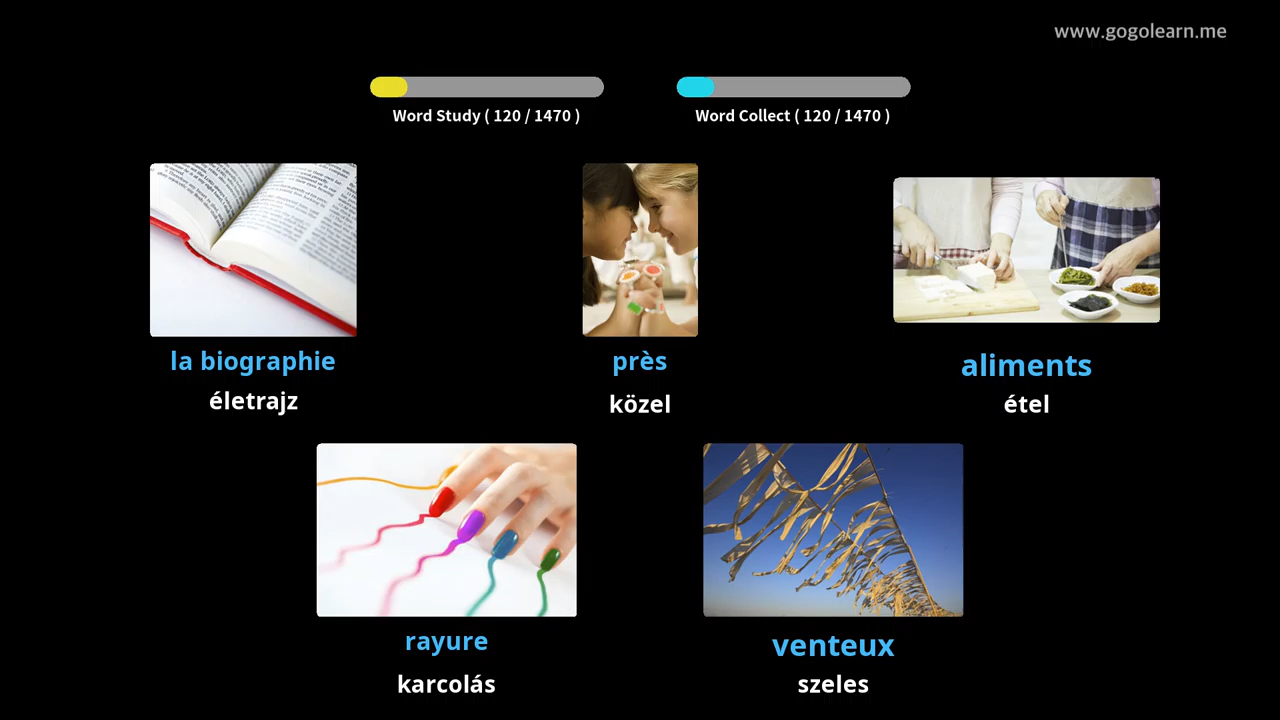 www.gogolearn.me
Word Study ( 120 / 1470 )
Word Collect ( 120 / 1470 )
la biographie
près
aliments
életrajz
közel
étel
rayure
venteux
karcolás
szeles